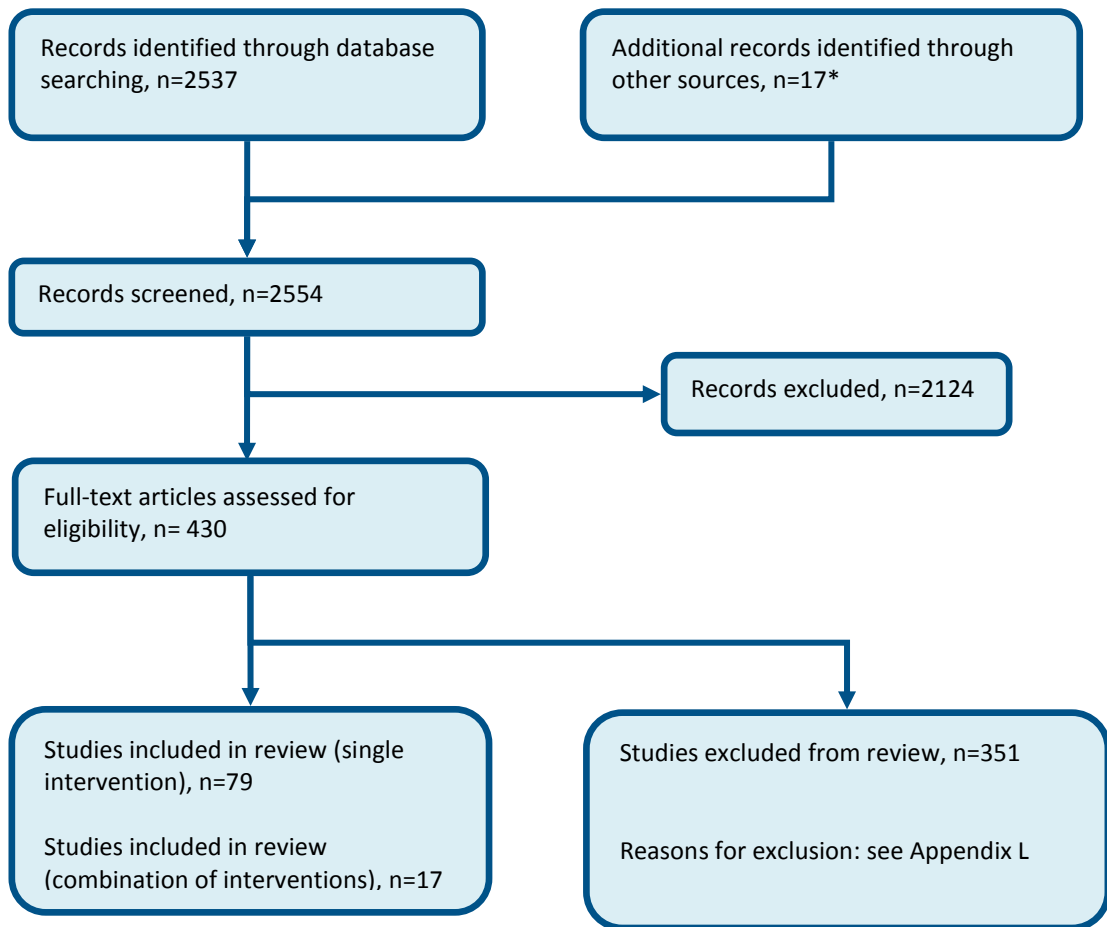 Records identified through database
searching, n=2537
Additional records identified through
other sources, n=17*
Records screened, n=2554
Records excluded, n=2124
Full-text articles assessed for
eligibility, n= 430
Studies included in review (single
intervention), n=79
Studies included in review
(combination of interventions), n=17
Studies excluded from review, n=351
Reasons for exclusion: see Appendix L